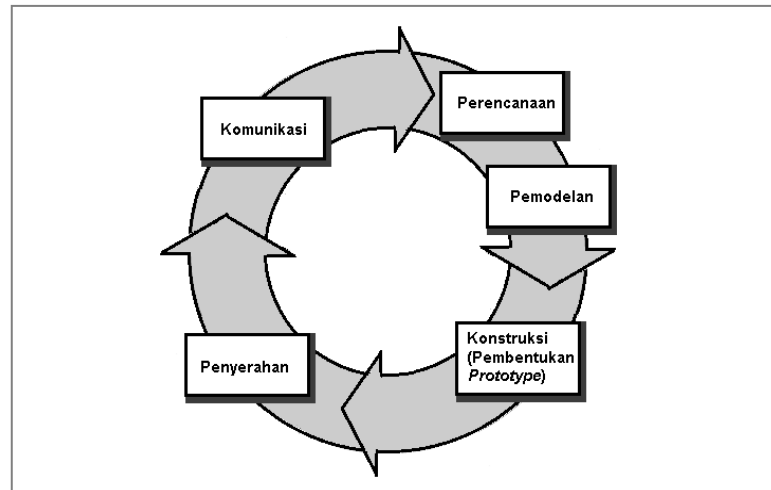 Komunikasi
Perencanaan
Pemodelan
Konstruksi
(Pembentukan
Prototype)
Penyerahan